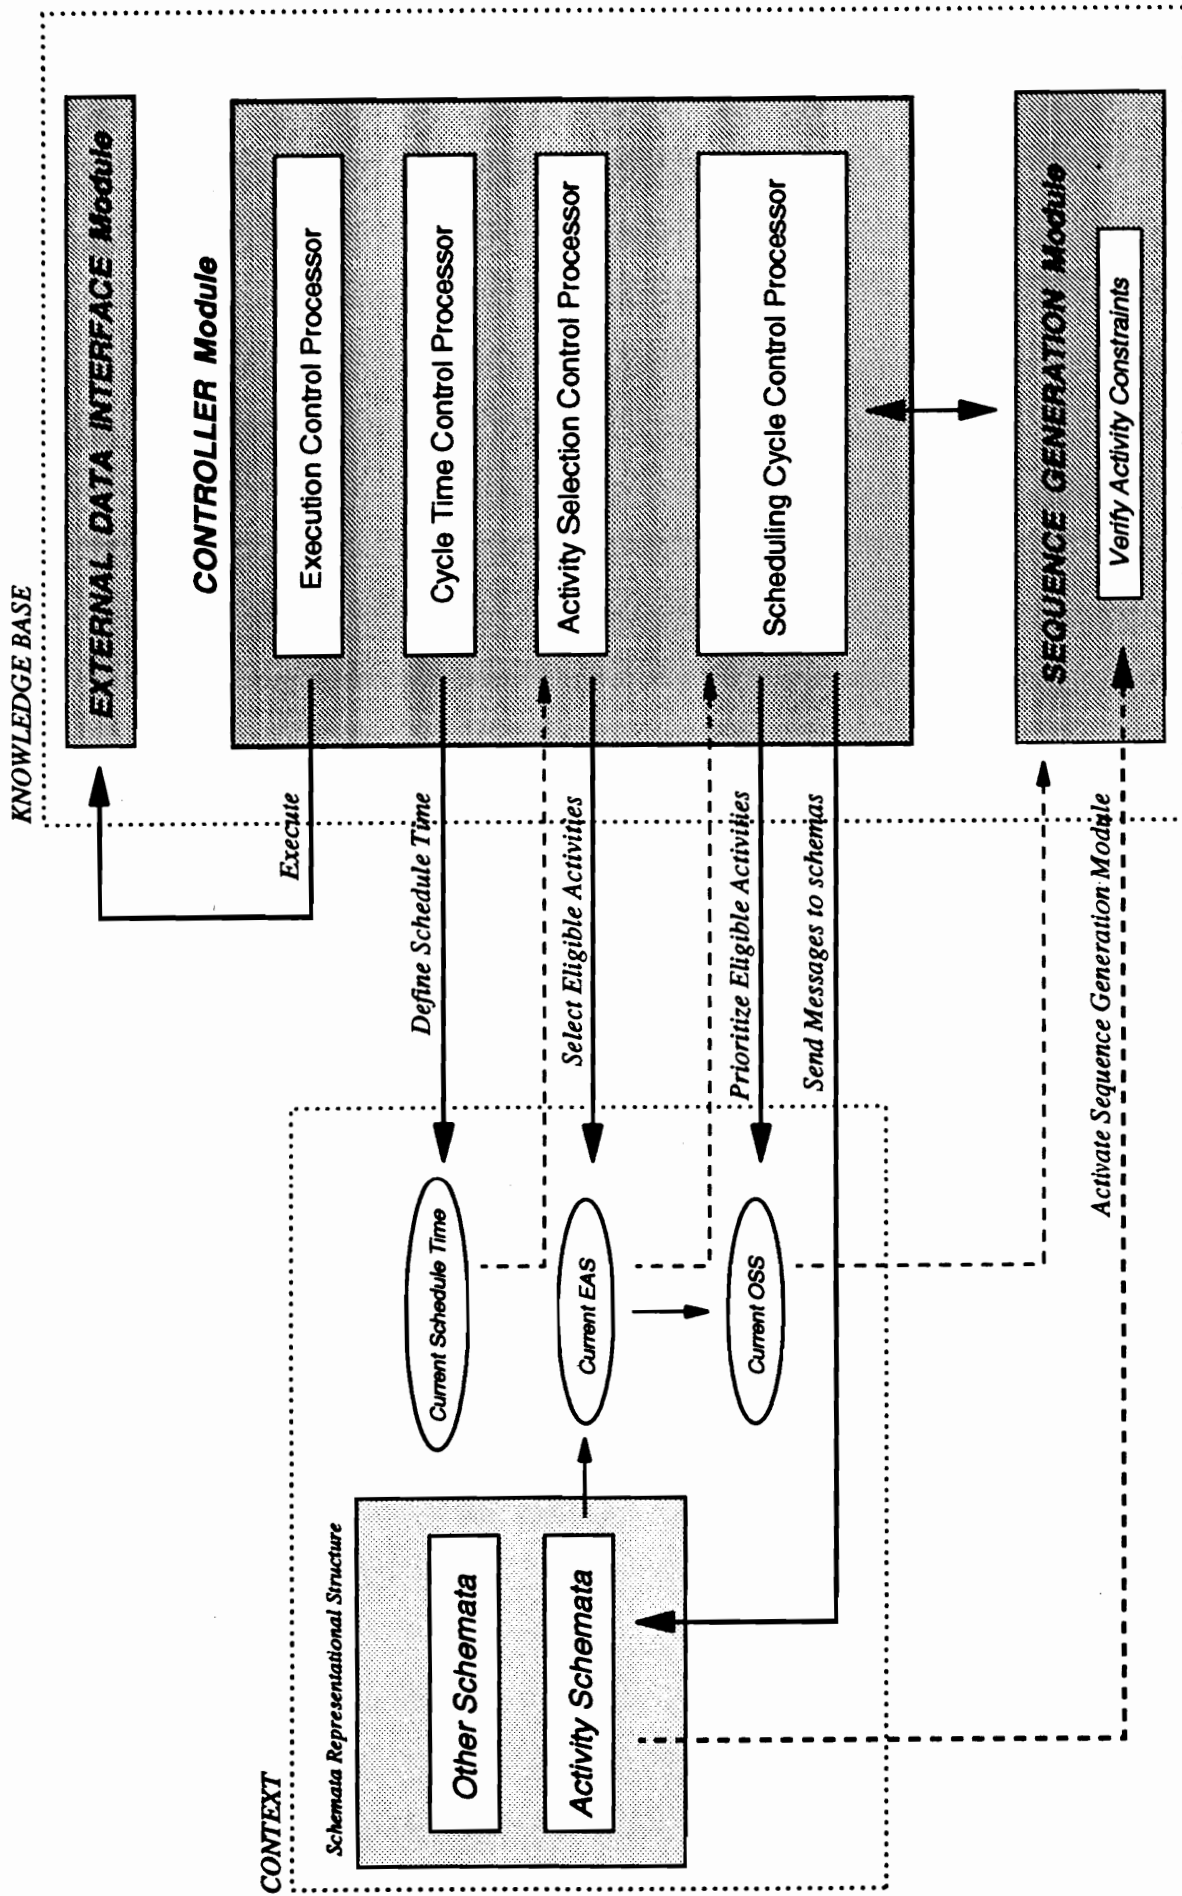 KNOWLEDGE BASE
EXTERNAL DATA INTERFACE Module
CONTROLLER Module
Execution Control Processor
Cycle Time Control Processor
Activity Selection Control Processor
Scheduling Cycle Control Processor
SEQUENCE GENERATION Module
Verify Activity Constraints
Execute
Define Schedule Time
Select Eligible Activities
Prioritize Eligible Activities
Send Messages to schemas
Activate Sequence Generation Module
CONTEXT
Schemata Representational Structure
Other Schemata
Activity Schemata
Current Schedule Time
Current EAS
Current OSS